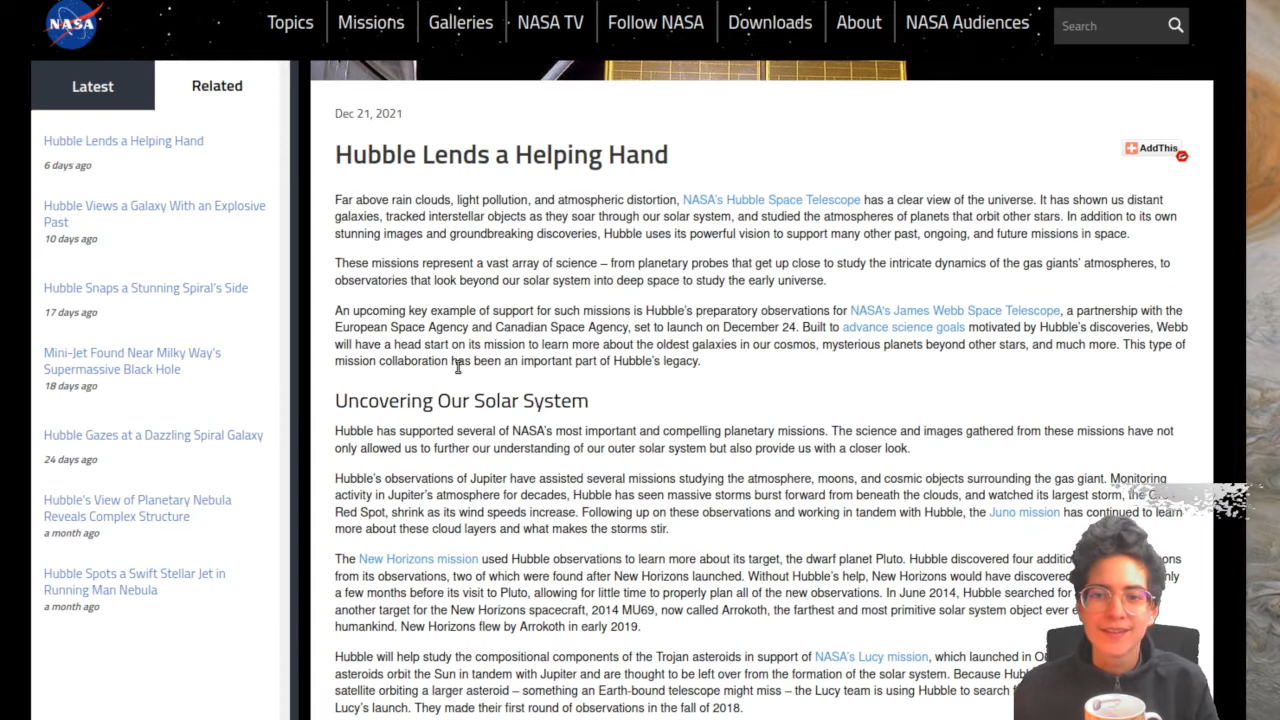 NASA
Topics
Missions
Galleries
NASA TV
Follow NASA
Downloads
About
NASA Audiences
Search
Latest
Related
Hubble Lends a Helping Hand
6 days ago
Hubble Views a Galaxy With an Explosive
Past
10 days ago
Hubble Snaps a Stunning Spiral's Side
17 days ago
Mini-Jet Found Near Milky Way's
Supermassive Black Hole
18 days ago
Hubble Gazes at a Dazzling Spiral Galaxy
24 days ago
Hubble's View of Planetary Nebula
Reveals Complex Structure
a month ago
Hubble Spots a Swift Stellar Jet in
Running Man Nebula
a month ago
Dec 21, 2021
Hubble Lends a Helping Hand
AddThis
Far above rain clouds, light pollution, and atmospheric distortion, NASA's Hubble Space Telescope has a clear view of the universe. It has shown us distant
galaxies, tracked interstellar objects as they soar through our solar system, and studied the atmospheres of planets that orbit other stars. In addition to its own
stunning images and groundbreaking discoveries, Hubble uses its powerful vision to support many other past, ongoing, and future missions in space.
These missions represent a vast array of science – from planetary probes that get up close to study the intricate dynamics of the gas giants' atmospheres, to
observatories that look beyond our solar system into deep space to study the early universe.
An upcoming key example of support for such missions is Hubble's preparatory observations for NASA's James Webb Space Telescope, a partnership with the
European Space Agency and Canadian Space Agency, set to launch on December 24. Built to advance science goals motivated by Hubble's discoveries, Webb
will have a head start on its mission to learn more about the oldest galaxies in our cosmos, mysterious planets beyond other stars, and much more. This type of
mission collaboration has been an important part of Hubble's legacy.
Uncovering Our Solar System
Hubble has supported several of NASA's most important and compelling planetary missions. The science and images gathered from these missions have not
only allowed us to further our understanding of our outer solar system but also provide us with a closer look.
Hubble's observations of Jupiter have assisted several missions studying the atmosphere, moons, and cosmic objects surrounding the gas giant. Monitoring
activity in Jupiter's atmosphere for decades, Hubble has seen massive storms burst forward from beneath the clouds, and watched its largest storm, the
Red Spot, shrink as its wind speeds increase. Following up on these observations and working in tandem with Hubble, the Juno mission has continued to learn
more about these cloud layers and what makes the storms stir.
The New Horizons mission used Hubble observations to learn more about its target, the dwarf planet Pluto. Hubble discovered four
from its observations, two of which were found after New Horizons launched. Without Hubble's help, New Horizons would have discovered
a few months before its visit to Pluto, allowing for little time to properly plan all of the new observations. In June 2014, Hubble searched for
another target for the New Horizons spacecraft, 2014 MU69, now called Arrokoth, the farthest and most primitive solar system object ever
humankind. New Horizons flew by Arrokoth in early 2019.
Hubble will help study the compositional components of the Trojan asteroids in support of NASA's Lucy mission, which launched in
asteroids orbit the Sun in tandem with Jupiter and are thought to be left over from the formation of the solar system. Because
satellite orbiting a larger asteroid – something an Earth-bound telescope might miss – the Lucy team is using Hubble to search
Lucy's launch. They made their first round of observations in the fall of 2018.